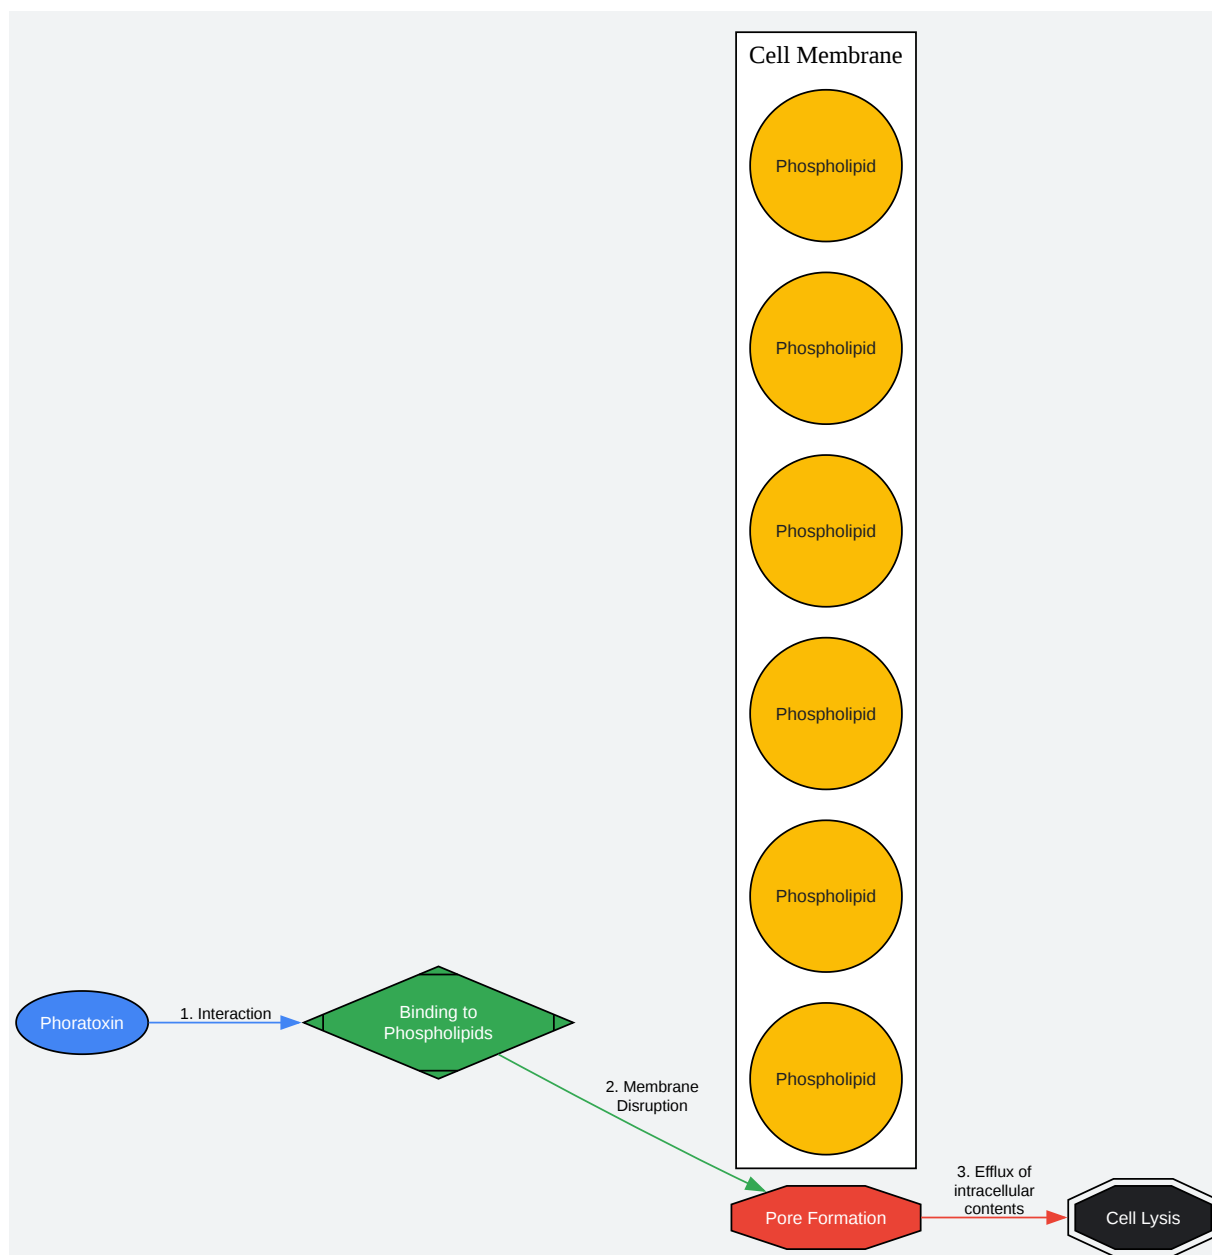 Cell Membrane
Phospholipid
Phospholipid
Phospholipid
Phospholipid
Phospholipid
Phospholipid
Phoratoxin
1. Interaction
Binding to
Phospholipids
2. Membrane
Disruption
Pore Formation
3. Efflux of
intracellular
contents
Cell Lysis